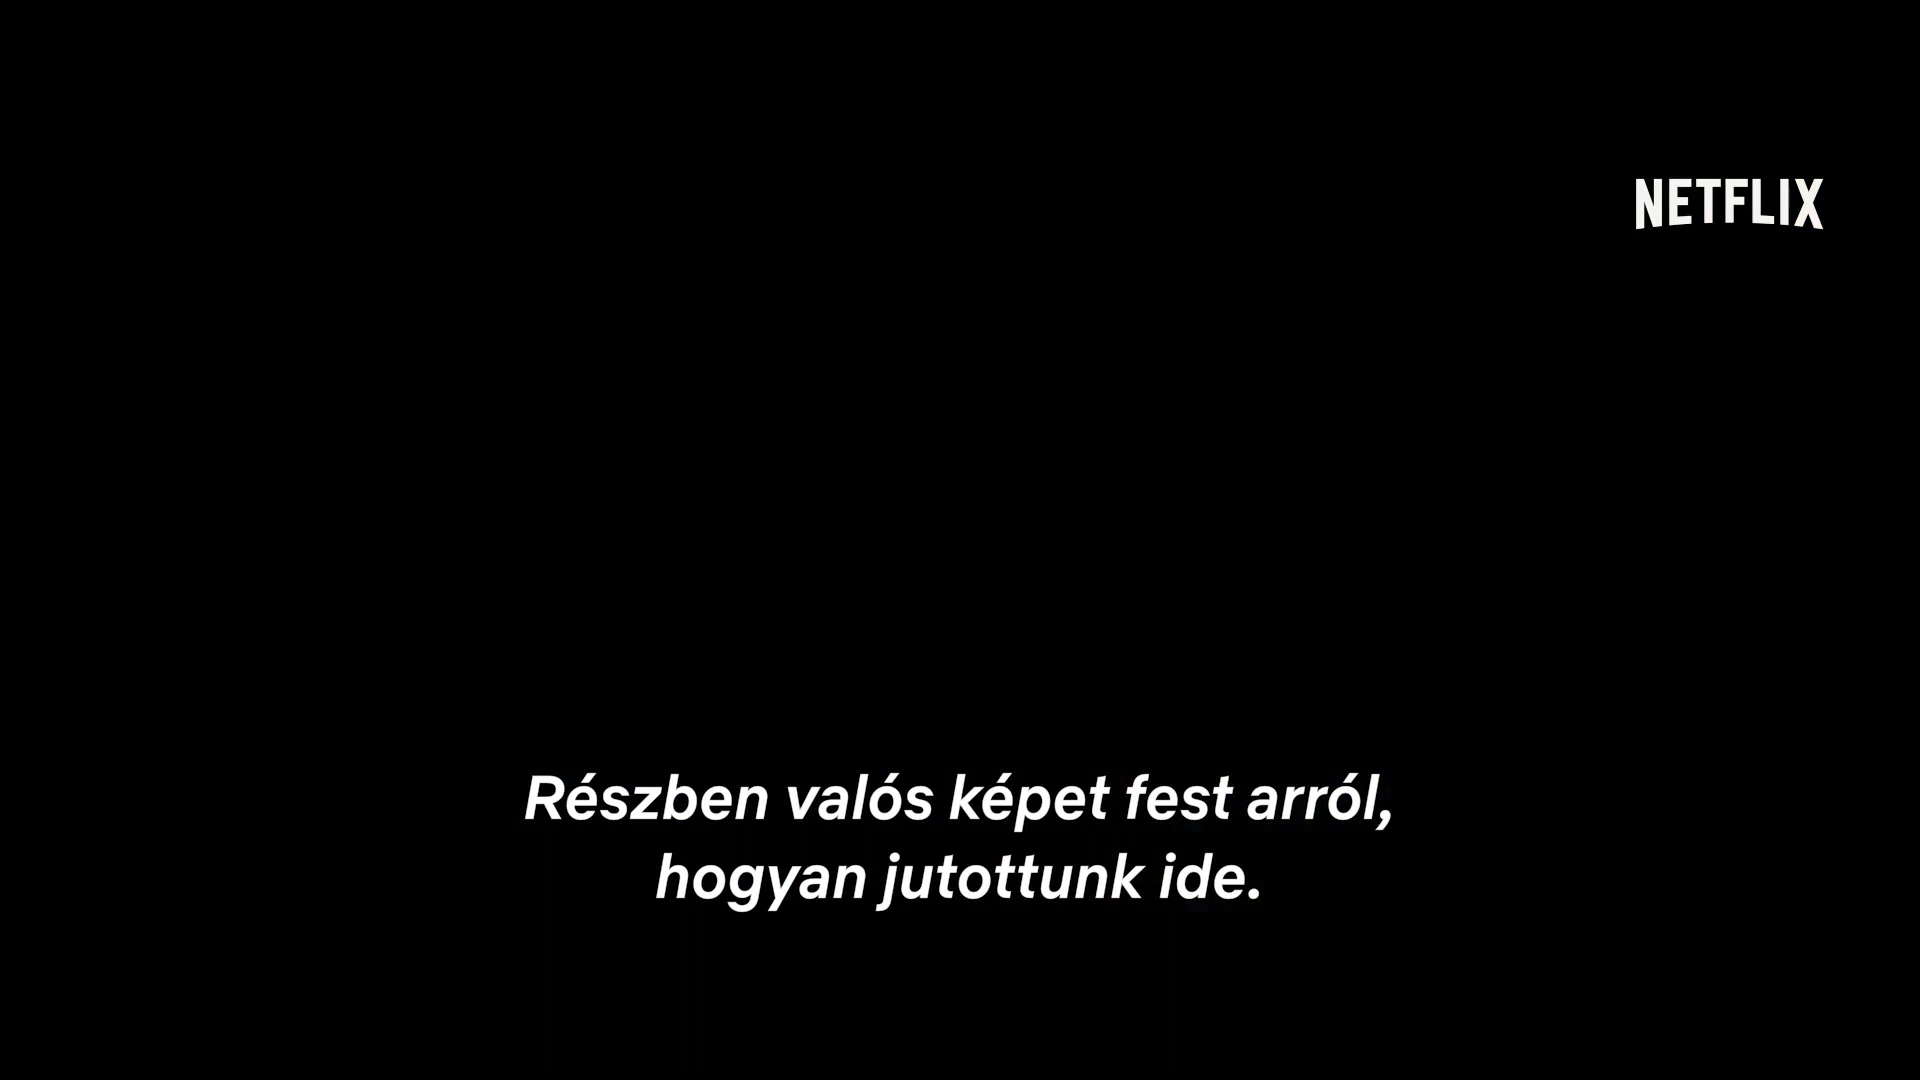 NETFLIX
Részben valós képet fest arról,
hogyan jutottunk ide.